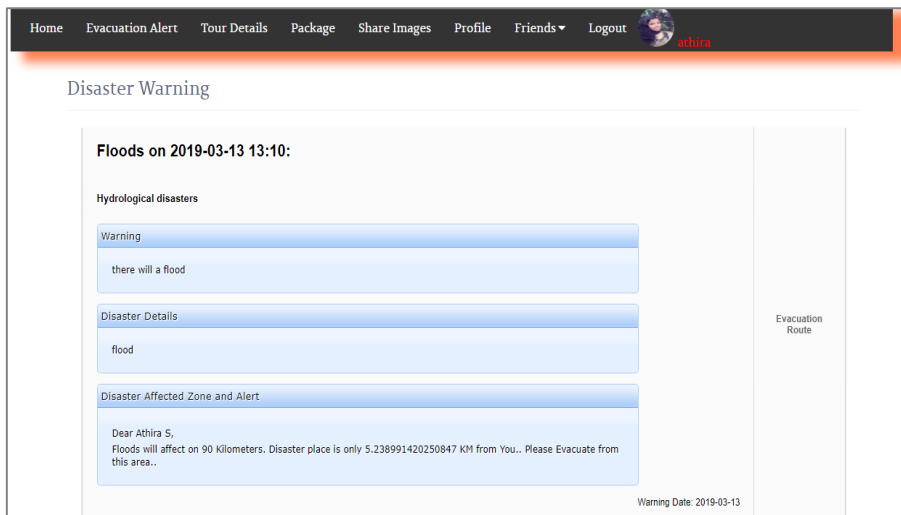 Home Evacuation Alert Tour Details Package Share Images Profile Friends Logout athira
Disaster Warning
Floods on 2019-03-13 13:10:
Hydrological disasters
Warning
there will a flood
Disaster Details
flood
Disaster Affected Zone and Alert
Dear Athira S,
Floods will affect on 90 Kilometers. Disaster place is only 5.238991420250847 KM from You.. Please Evacuate from
this area..
Evacuation
Route
Warning Date: 2019-03-13